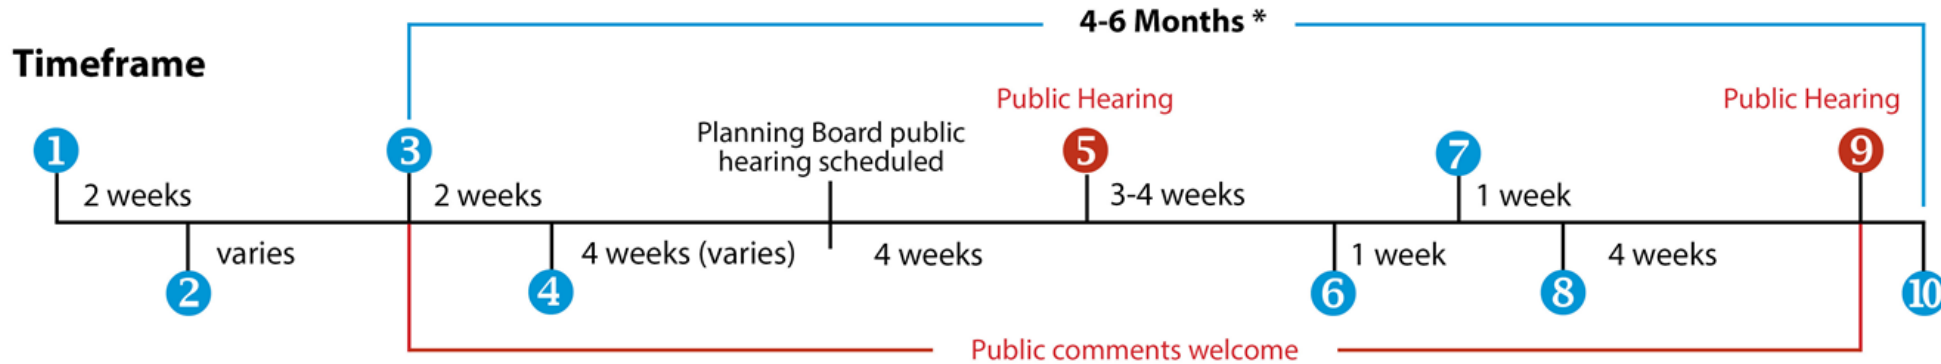 4-6 Months *
Timeframe
Public Hearing
Public Hearing
Planning Board public
hearing scheduled
1
3
5
7
9
2 weeks
2 weeks
3-4 weeks
1 week
varies
4 weeks (varies)
4 weeks
1 week
4 weeks
2
4
6
8
10
Public comments welcome